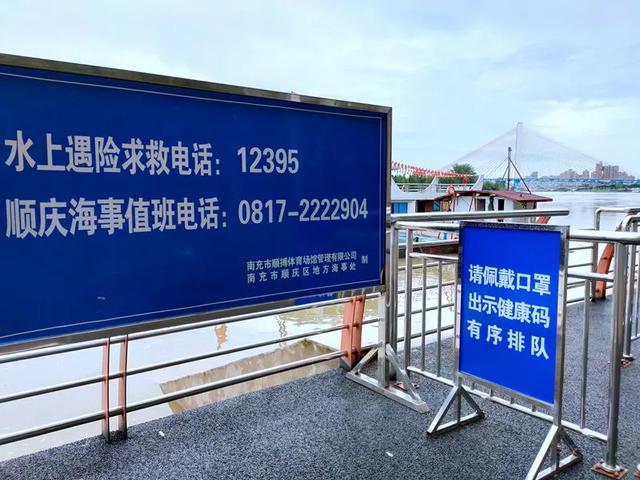 水上遇险求救电话：12395
顺庆海事值班电话：0817-2222904
南充市顺搏体育场馆管理有限公司
南充市顺庆区地方海事处 制
请佩戴口罩
出示健康码
有序排队